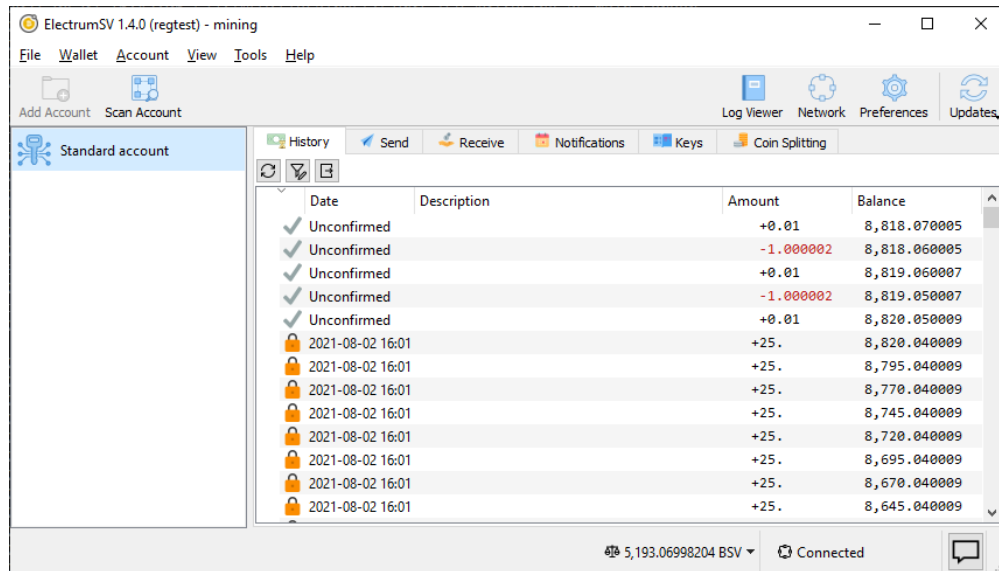 ElectrumSV 1.4.0 (regtest) - mining
File Wallet Account View Tools Help
Add Account Scan Account Log Viewer Network Preferences Updates
Standard account
History Send Receive Notifications Keys Coin Splitting
Date Description Amount Balance
Unconfirmed +0.01 8,818.070005
Unconfirmed -1.000002 8,818.060005
Unconfirmed +0.01 8,819.060007
Unconfirmed -1.000002 8,819.050007
Unconfirmed +0.01 8,820.050009
2021-08-02 16:01 +25. 8,820.040009
2021-08-02 16:01 +25. 8,795.040009
2021-08-02 16:01 +25. 8,770.040009
2021-08-02 16:01 +25. 8,745.040009
2021-08-02 16:01 +25. 8,720.040009
2021-08-02 16:01 +25. 8,695.040009
2021-08-02 16:01 +25. 8,670.040009
2021-08-02 16:01 +25. 8,645.040009
5,193.06998204 BSV Connected